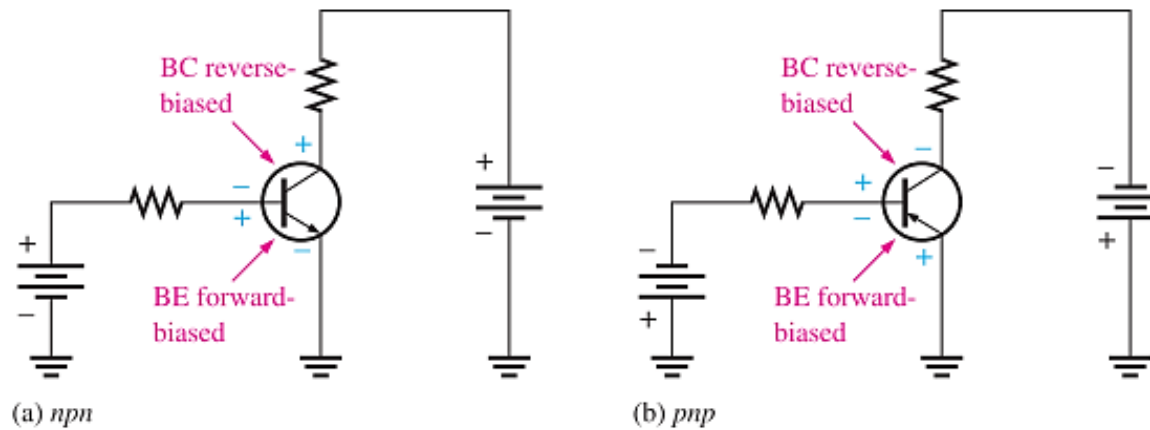 BC reverse-
biased
+
−
+
−
+
−
+
−
BE forward-
biased
(a) npn
BC reverse-
biased
−
+
−
+
−
+
−
+
BE forward-
biased
(b) pnp